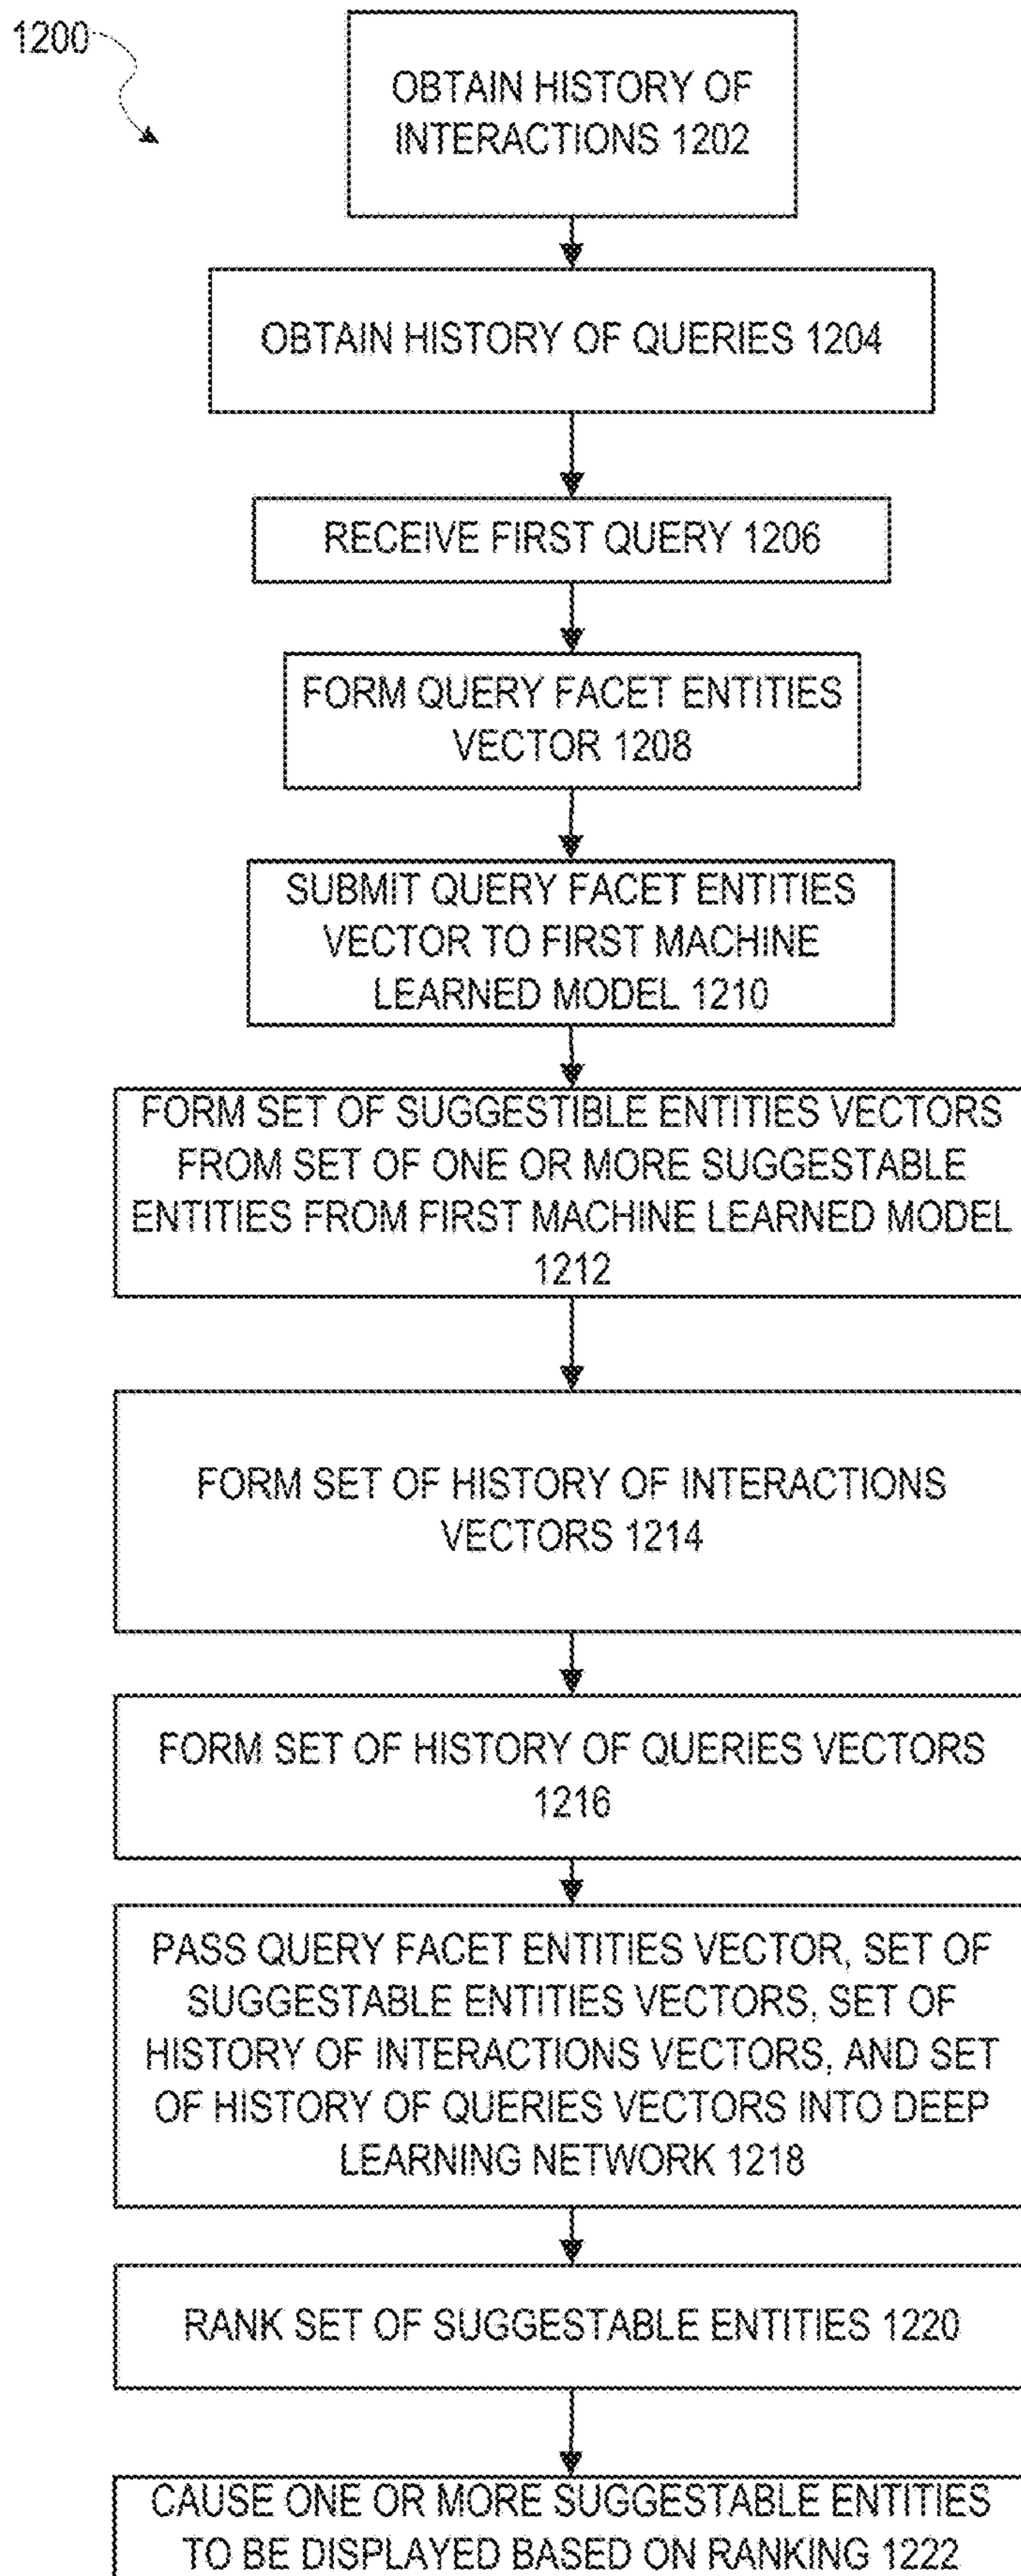 1200
OBTAIN HISTORY OF
INTERACTIONS 1202
OBTAIN HISTORY OF QUERIES 1204
RECEIVE FIRST QUERY 1206
FORM QUERY FACET ENTITIES
VECTOR 1208
SUBMIT QUERY FACET ENTITIES
VECTOR TO FIRST MACHINE
LEARNED MODEL 1210
FORM SET OF SUGGESTIBLE ENTITIES VECTORS
FROM SET OF ONE OR MORE SUGGESTABLE
ENTITIES FROM FIRST MACHINE LEARNED MODEL
1212
FORM SET OF HISTORY OF INTERACTIONS
VECTORS 1214
FORM SET OF HISTORY OF QUERIES VECTORS
1216
PASS QUERY FACET ENTITIES VECTOR, SET OF
SUGGESTABLE ENTITIES VECTORS, SET OF
HISTORY OF INTERACTIONS VECTORS, AND SET
OF HISTORY OF QUERIES VECTORS INTO DEEP
LEARNING NETWORK 1218
RANK SET OF SUGGESTABLE ENTITIES 1220
CAUSE ONE OR MORE SUGGESTABLE ENTITIES
TO BE DISPLAYED BASED ON RANKING 1222